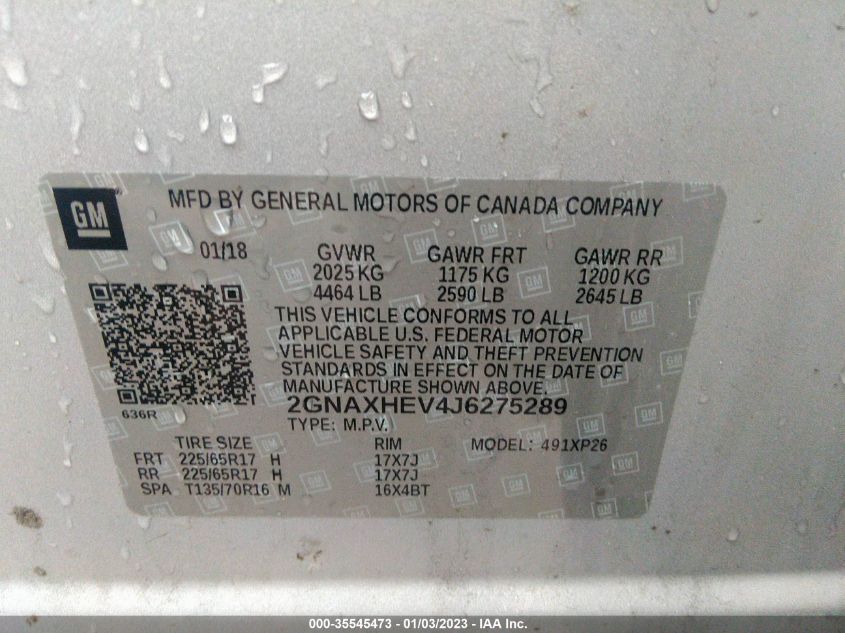 GM
MFD BY GENERAL MOTORS OF CANADA COMPANY
01/18 GVWR GAWR FRT GAWR RR
2025 KG 1175 KG 1200 KG
4464 LB 2590 LB 2645 LB
THIS VEHICLE CONFORMS TO ALL
APPLICABLE U.S. FEDERAL MOTOR
VEHICLE SAFETY AND THEFT PREVENTION
STANDARDS IN EFFECT ON THE DATE OF
MANUFACTURE SHOWN ABOVE.
636R
2GNAXHEV4J6275289
TYPE: M.P.V.
TIRE SIZE RIM MODEL: 491XP26
FRT 225/65R17 H 17X7J
RR 225/65R17 H 17X7J
SPA T135/70R16 M 16X4BT
000-35545473 - 01/03/2023 - IAA Inc.